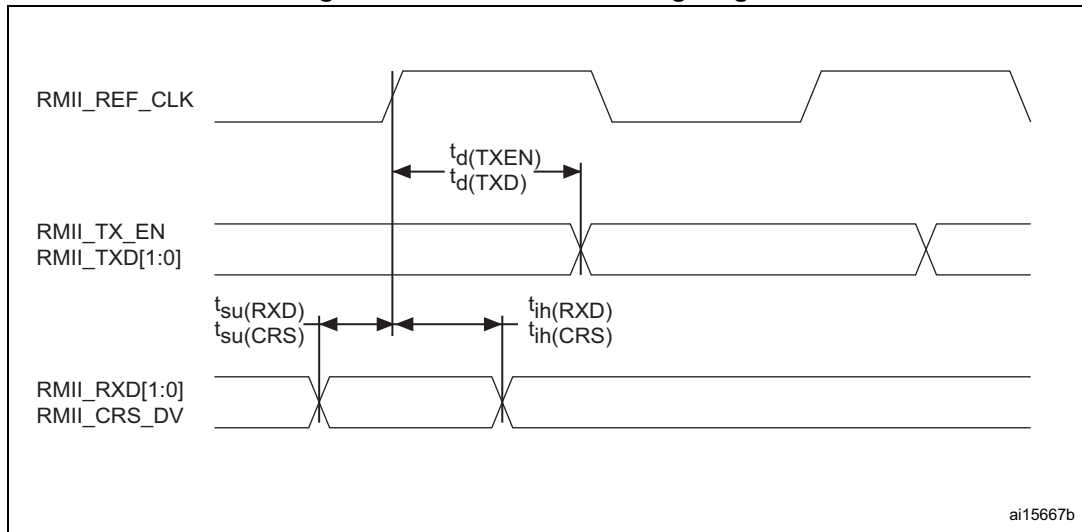 RMII_REF_CLK
td(TXEN)
td(TXD)
RMII_TX_EN
RMII_TXD[1:0]
tsu(RXD)
tsu(CRS)
tih(RXD)
tih(CRS)
RMII_RXD[1:0]
RMII_CRS_DV
ai15667b